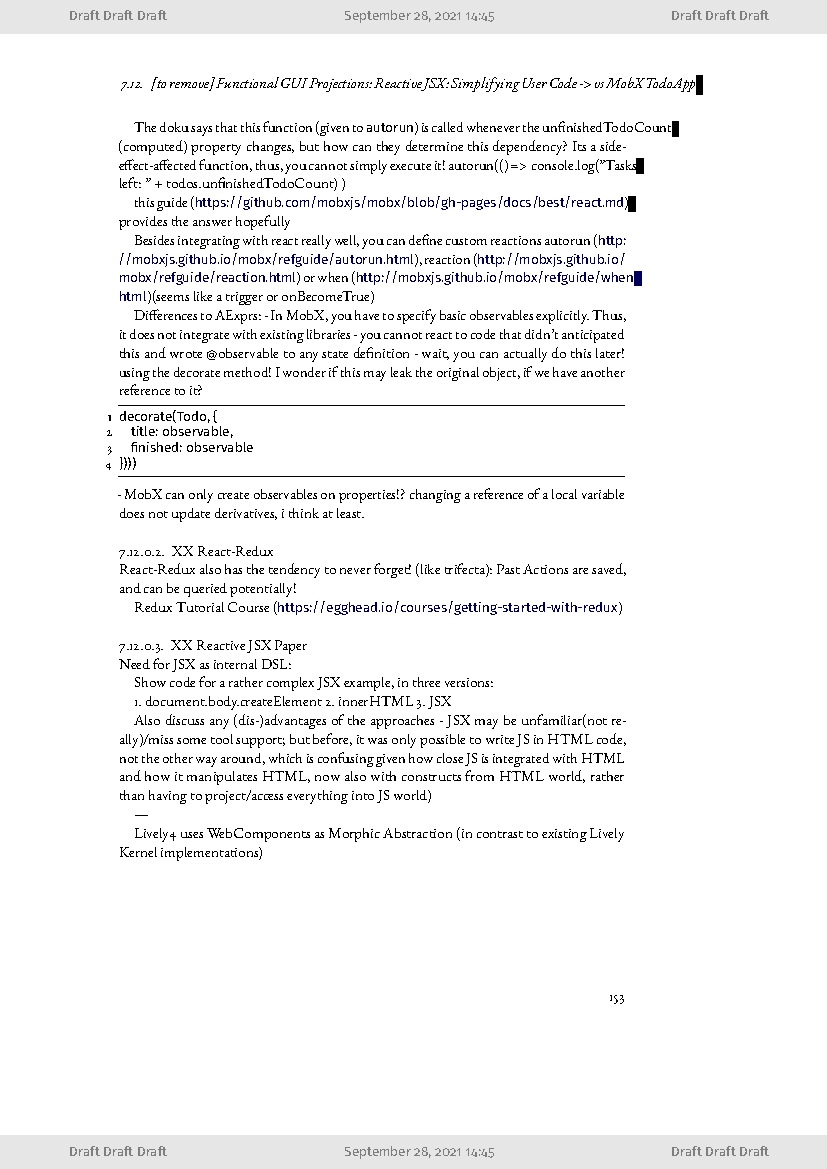 Draft Draft Draft September 28, 2021 14:45 Draft Draft Draft
7.12. [to remove] Functional GUI Projections: Reactive JSX: Simplifying User Code -> vs MobX TodoApp
The doku says that this function (given to autorun) is called whenever the unfinishedTodoCount
(computed) property changes, but how can they determine this dependency? Its a side-
effect-affected function, thus, you cannot simply execute it! autorun(() => console.log("Tasks
left: " + todos.unfinishedTodoCount) )
this guide (https://github.com/mobxjs/mobx/blob/gh-pages/docs/best/react.md)
provides the answer hopefully
Besides integrating with react really well, you can define custom reactions autorun (http:
//mobxjs.github.io/mobx/refguide/autorun.html), reaction (http://mobxjs.github.io/
mobx/refguide/reaction.html) or when (http://mobxjs.github.io/mobx/refguide/when
html)(seems like a trigger or onBecomeTrue)
Differences to AExprs: - In MobX, you have to specify basic observables explicitly. Thus,
it does not integrate with existing libraries - you cannot react to code that didn't anticipated
this and wrote @observable to any state definition - wait, you can actually do this later!
using the decorate method! I wonder if this may leak the original object, if we have another
reference to it?
1 decorate(Todo, {
2 title: observable,
3 finished: observable
4 })))
- MobX can only create observables on properties!? changing a reference of a local variable
does not update derivatives, i think at least.
7.12.0.2. XX React-Redux
React-Redux also has the tendency to never forget! (like trifecta): Past Actions are saved,
and can be queried potentially!
Redux Tutorial Course (https://egghead.io/courses/getting-started-with-redux)
7.12.0.3. XX Reactive JSX Paper
Need for JSX as internal DSL:
Show code for a rather complex JSX example, in three versions:
1. document.body.createElement 2. innerHTML 3. JSX
Also discuss any (dis-)advantages of the approaches - JSX may be unfamiliar(not re-
ally)/miss some tool support; but before, it was only possible to write JS in HTML code,
not the other way around, which is confusing given how close JS is integrated with HTML
and how it manipulates HTML, now also with constructs from HTML world, rather
than having to project/access everything into JS world)
—
Lively4 uses WebComponents as Morphic Abstraction (in contrast to existing Lively
Kernel implementations)
153
Draft Draft Draft September 28, 2021 14:45 Draft Draft Draft